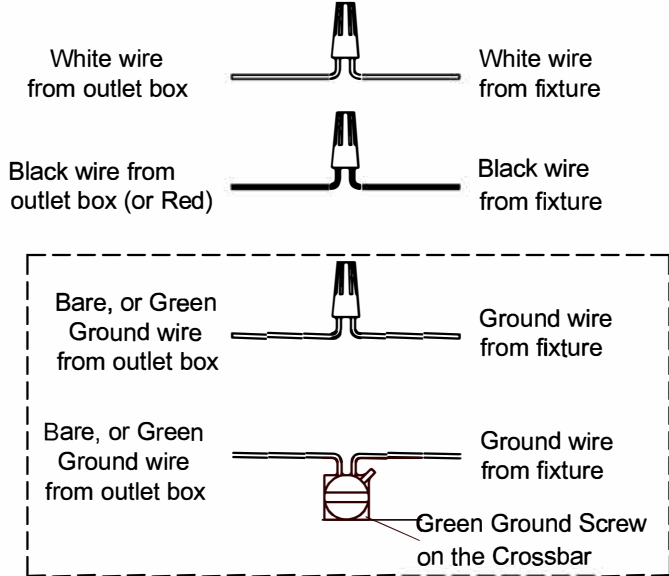 White wire
from outlet box
White wire
from fixture
Black wire from
outlet box (or Red)
Black wire
from fixture
Bare, or Green
Ground wire
from outlet box
Ground wire
from fixture
Bare, or Green
Ground wire
from outlet box
Ground wire
from fixture
Green Ground Screw
on the Crossbar